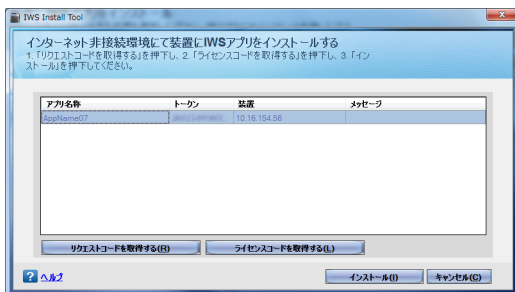 IWS Install Tool
インターネット非接続環境にて装置にIWSアプリをインストールする
1.「リクエストコードを取得する」を押下し、2.「ライセンスコードを取得する」を押下し、3.「イン
ストール」を押下してください。
アプリ名称 トークン 装置 メッセージ
AppName07 10.16.154.56
リクエストコードを取得する(R) ライセンスコードを取得する(L)
ヘルプ インストール(I) キャンセル(C)